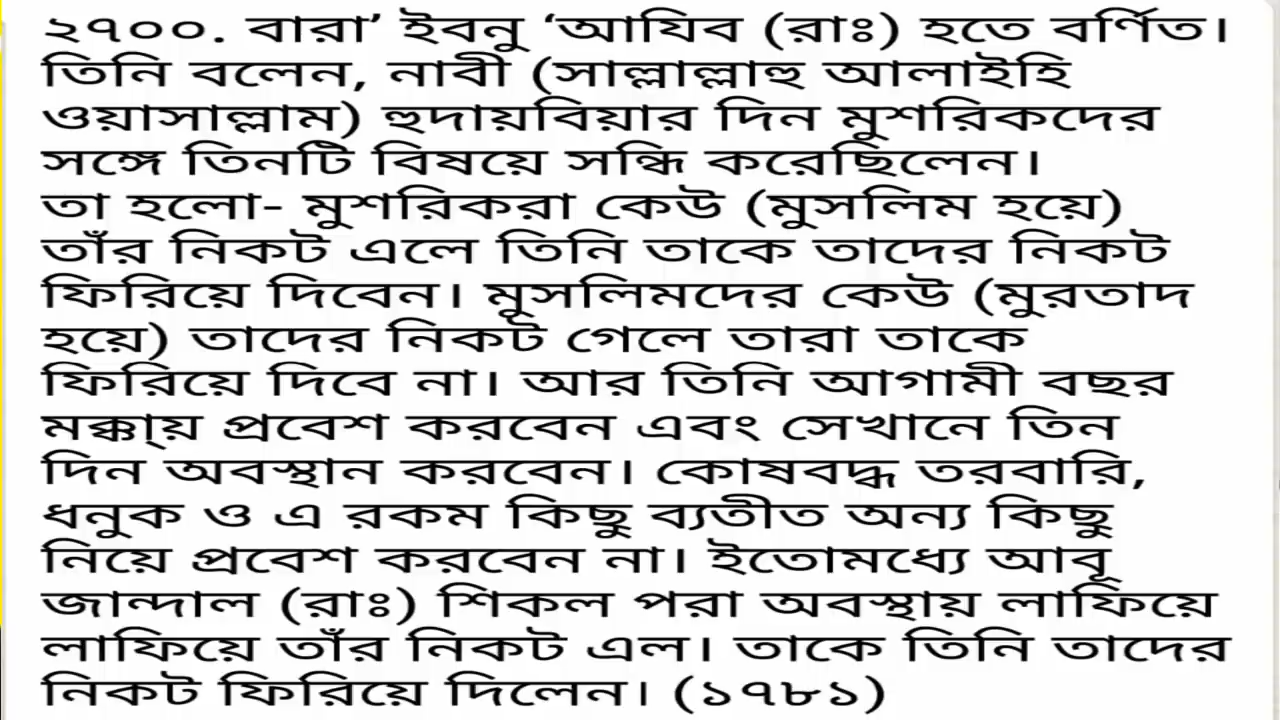 ২৭০০. বারা’ ইবনু ‘আযিব (রাঃ) হতে বর্ণিত।
তিনি বলেন, নাবী (সাল্লাল্লাহু আলাইহি
ওয়াসাল্লাম) হুদায়বিয়ার দিন মুশরিকদের
সঙ্গে তিনটি বিষয়ে সন্ধি করেছিলেন।
তা হলো- মুশরিকরা কেউ (মুসলিম হয়ে)
তাঁর নিকট এলে তিনি তাকে তাদের নিকট
ফিরিয়ে দিবেন। মূসলিমদের কেউ (মুরতাদ
হয়ে) তাদের নিকট গেলে তারা তাকে
ফিরিয়ে দিবে না। আর তিনি আগামী বছর
মক্কা্য় প্রবেশ করবেন এবং সেখানে তিন
দিন অবস্থান করবেন। কোষবদ্ধ তরবারি,
ধনুক ও এ রকম কিছু ব্যতীত অন্য কিছু
নিয়ে প্রবেশ করবেন না। ইতোমধ্যে আবূ
জান্দাল (রাঃ) শিকল পরা অবস্থায় লাফিয়ে
লাফিয়ে তাঁর নিকট এল। তাকে তিনি তাদের
নিকট ফিরিয়ে দিলেন। (১৭৮১)